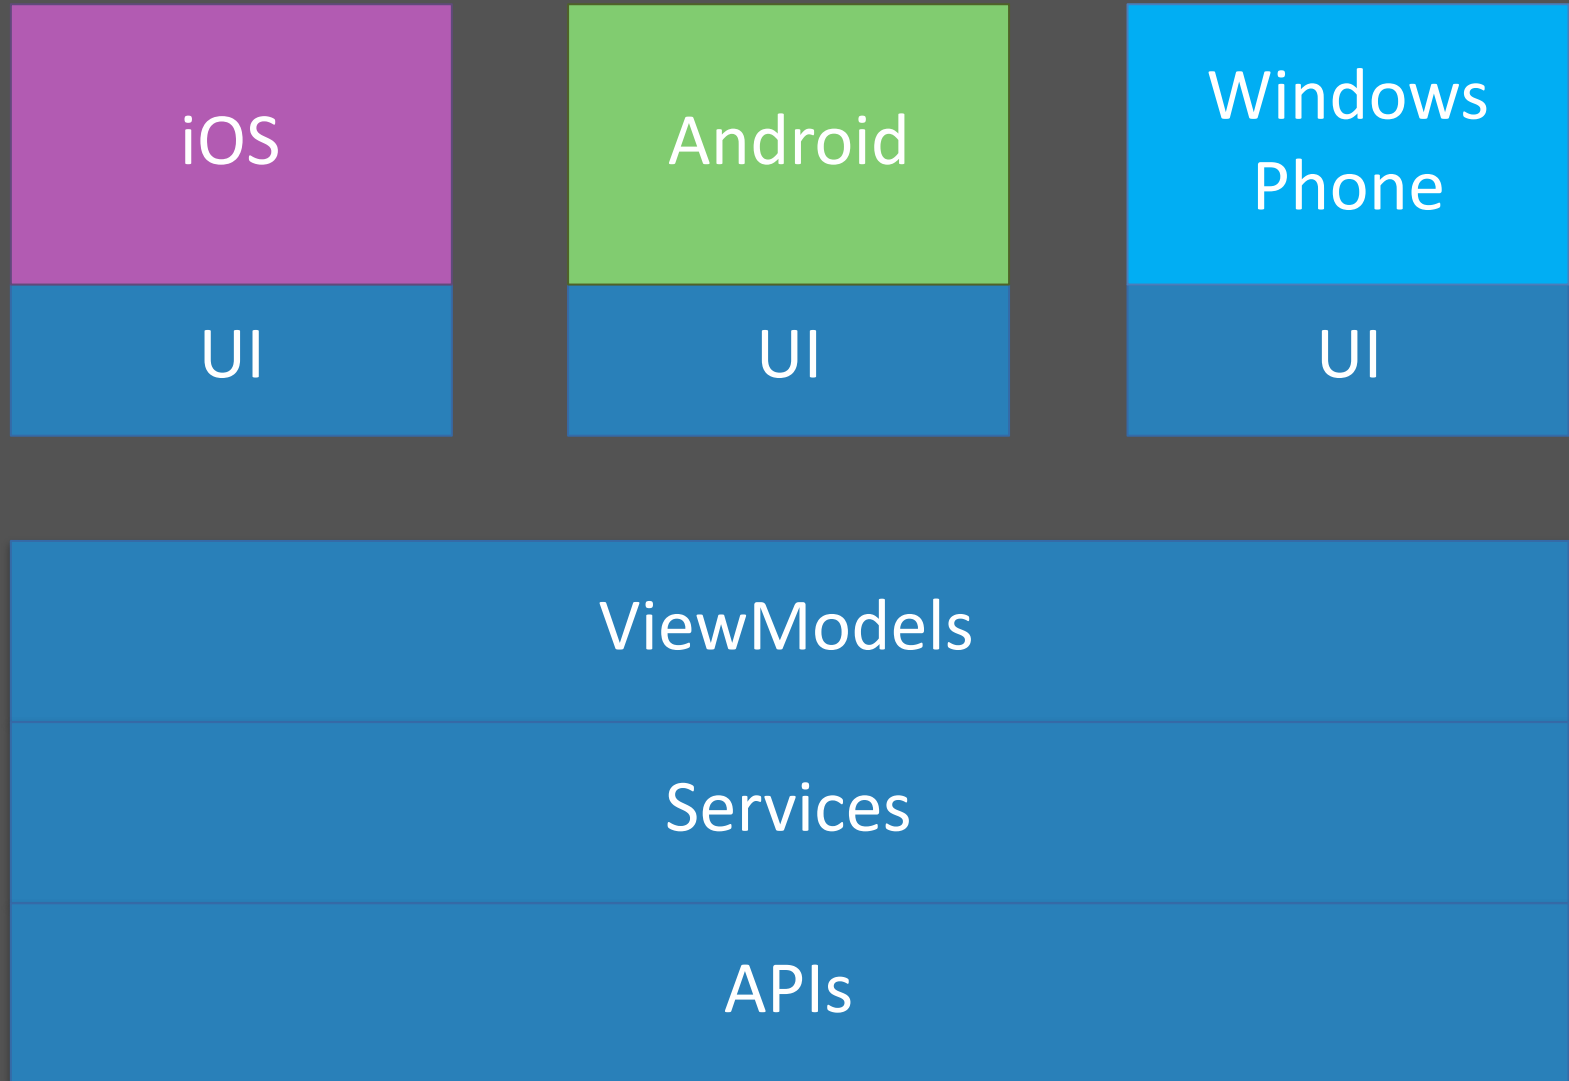 iOS
Android
Windows
Phone
UI
UI
UI
ViewModels
Services
APIs